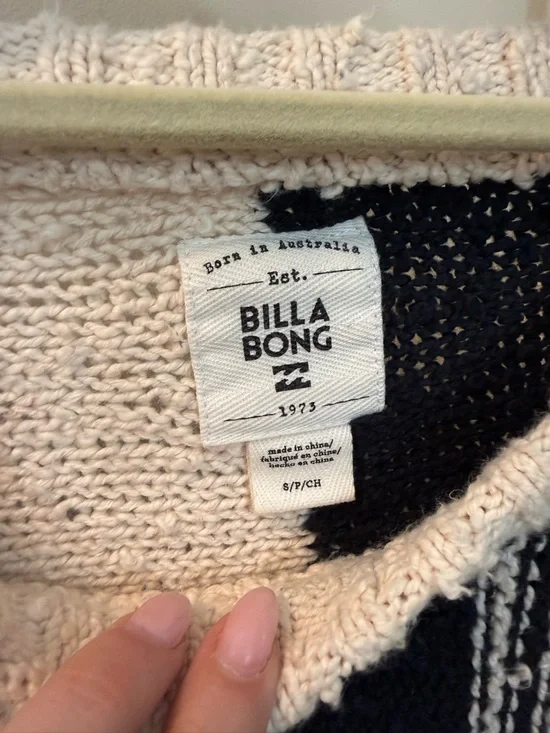 Born in Australia
Est.
BILLA
BONG
1973
made in china/
fabriqué en chine/
hecho en china
S/P/CH